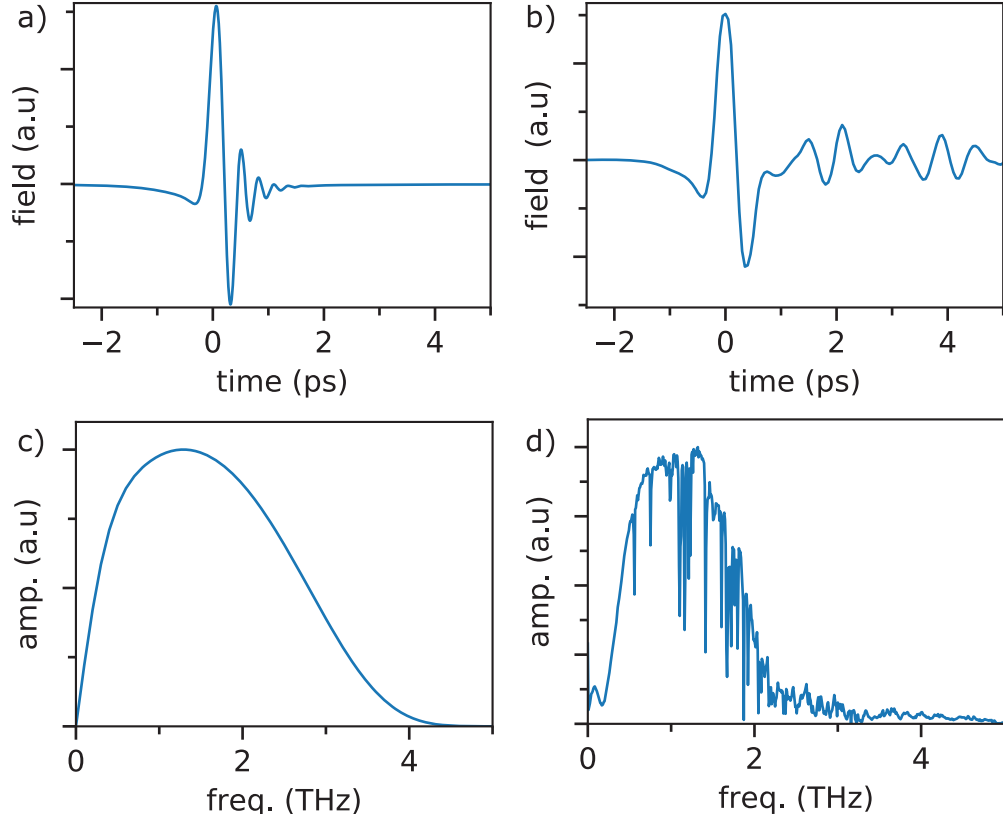 a)
field (a.u)
−2 0 2 4
time (ps)
b)
field (a.u)
−2 0 2 4
time (ps)
c)
amp. (a.u)
0 2 4
freq. (THz)
d)
amp. (a.u)
0 2 4
freq. (THz)